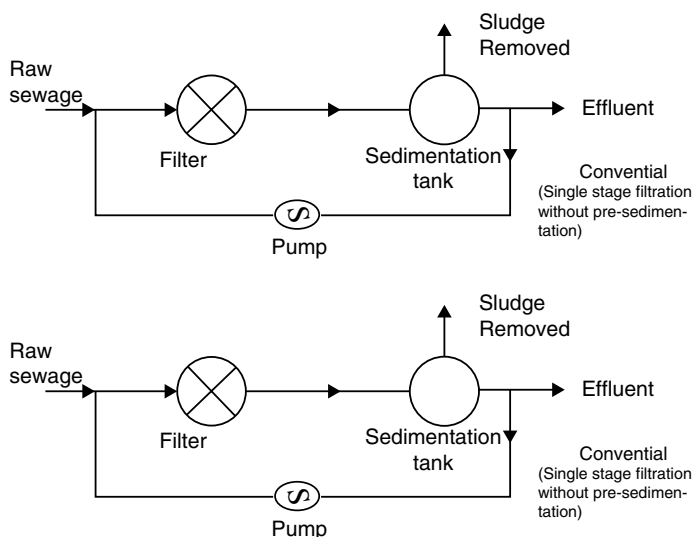 Sludge
Removed
Raw
sewage
Effluent
Filter
Sedimentation
tank
Convential
(Single stage filtration
without pre-sedimen-
tation)
Pump
Sludge
Removed
Raw
sewage
Effluent
Filter
Sedimentation
tank
Convential
(Single stage filtration
without pre-sedimen-
tation)
Pump